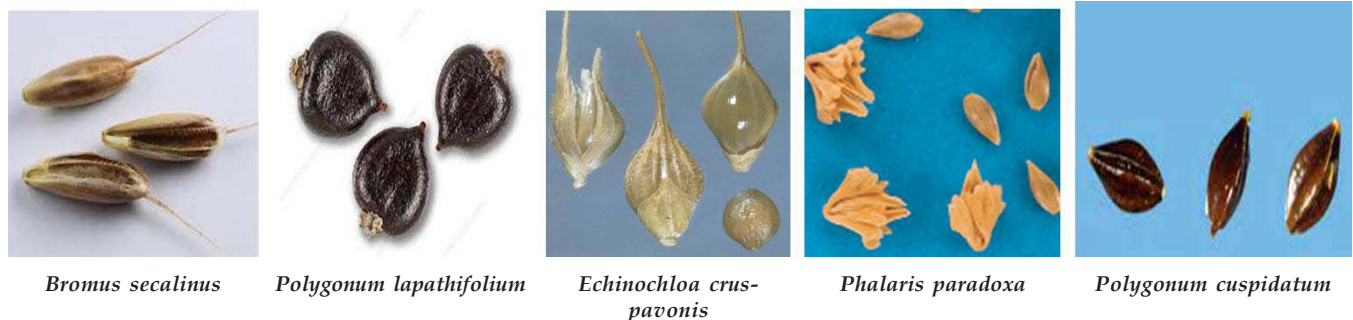 Bromus secalinus
Polygonum lapathifolium
Echinochloa crus-
pavonis
Phalaris paradoxa
Polygonum cuspidatum